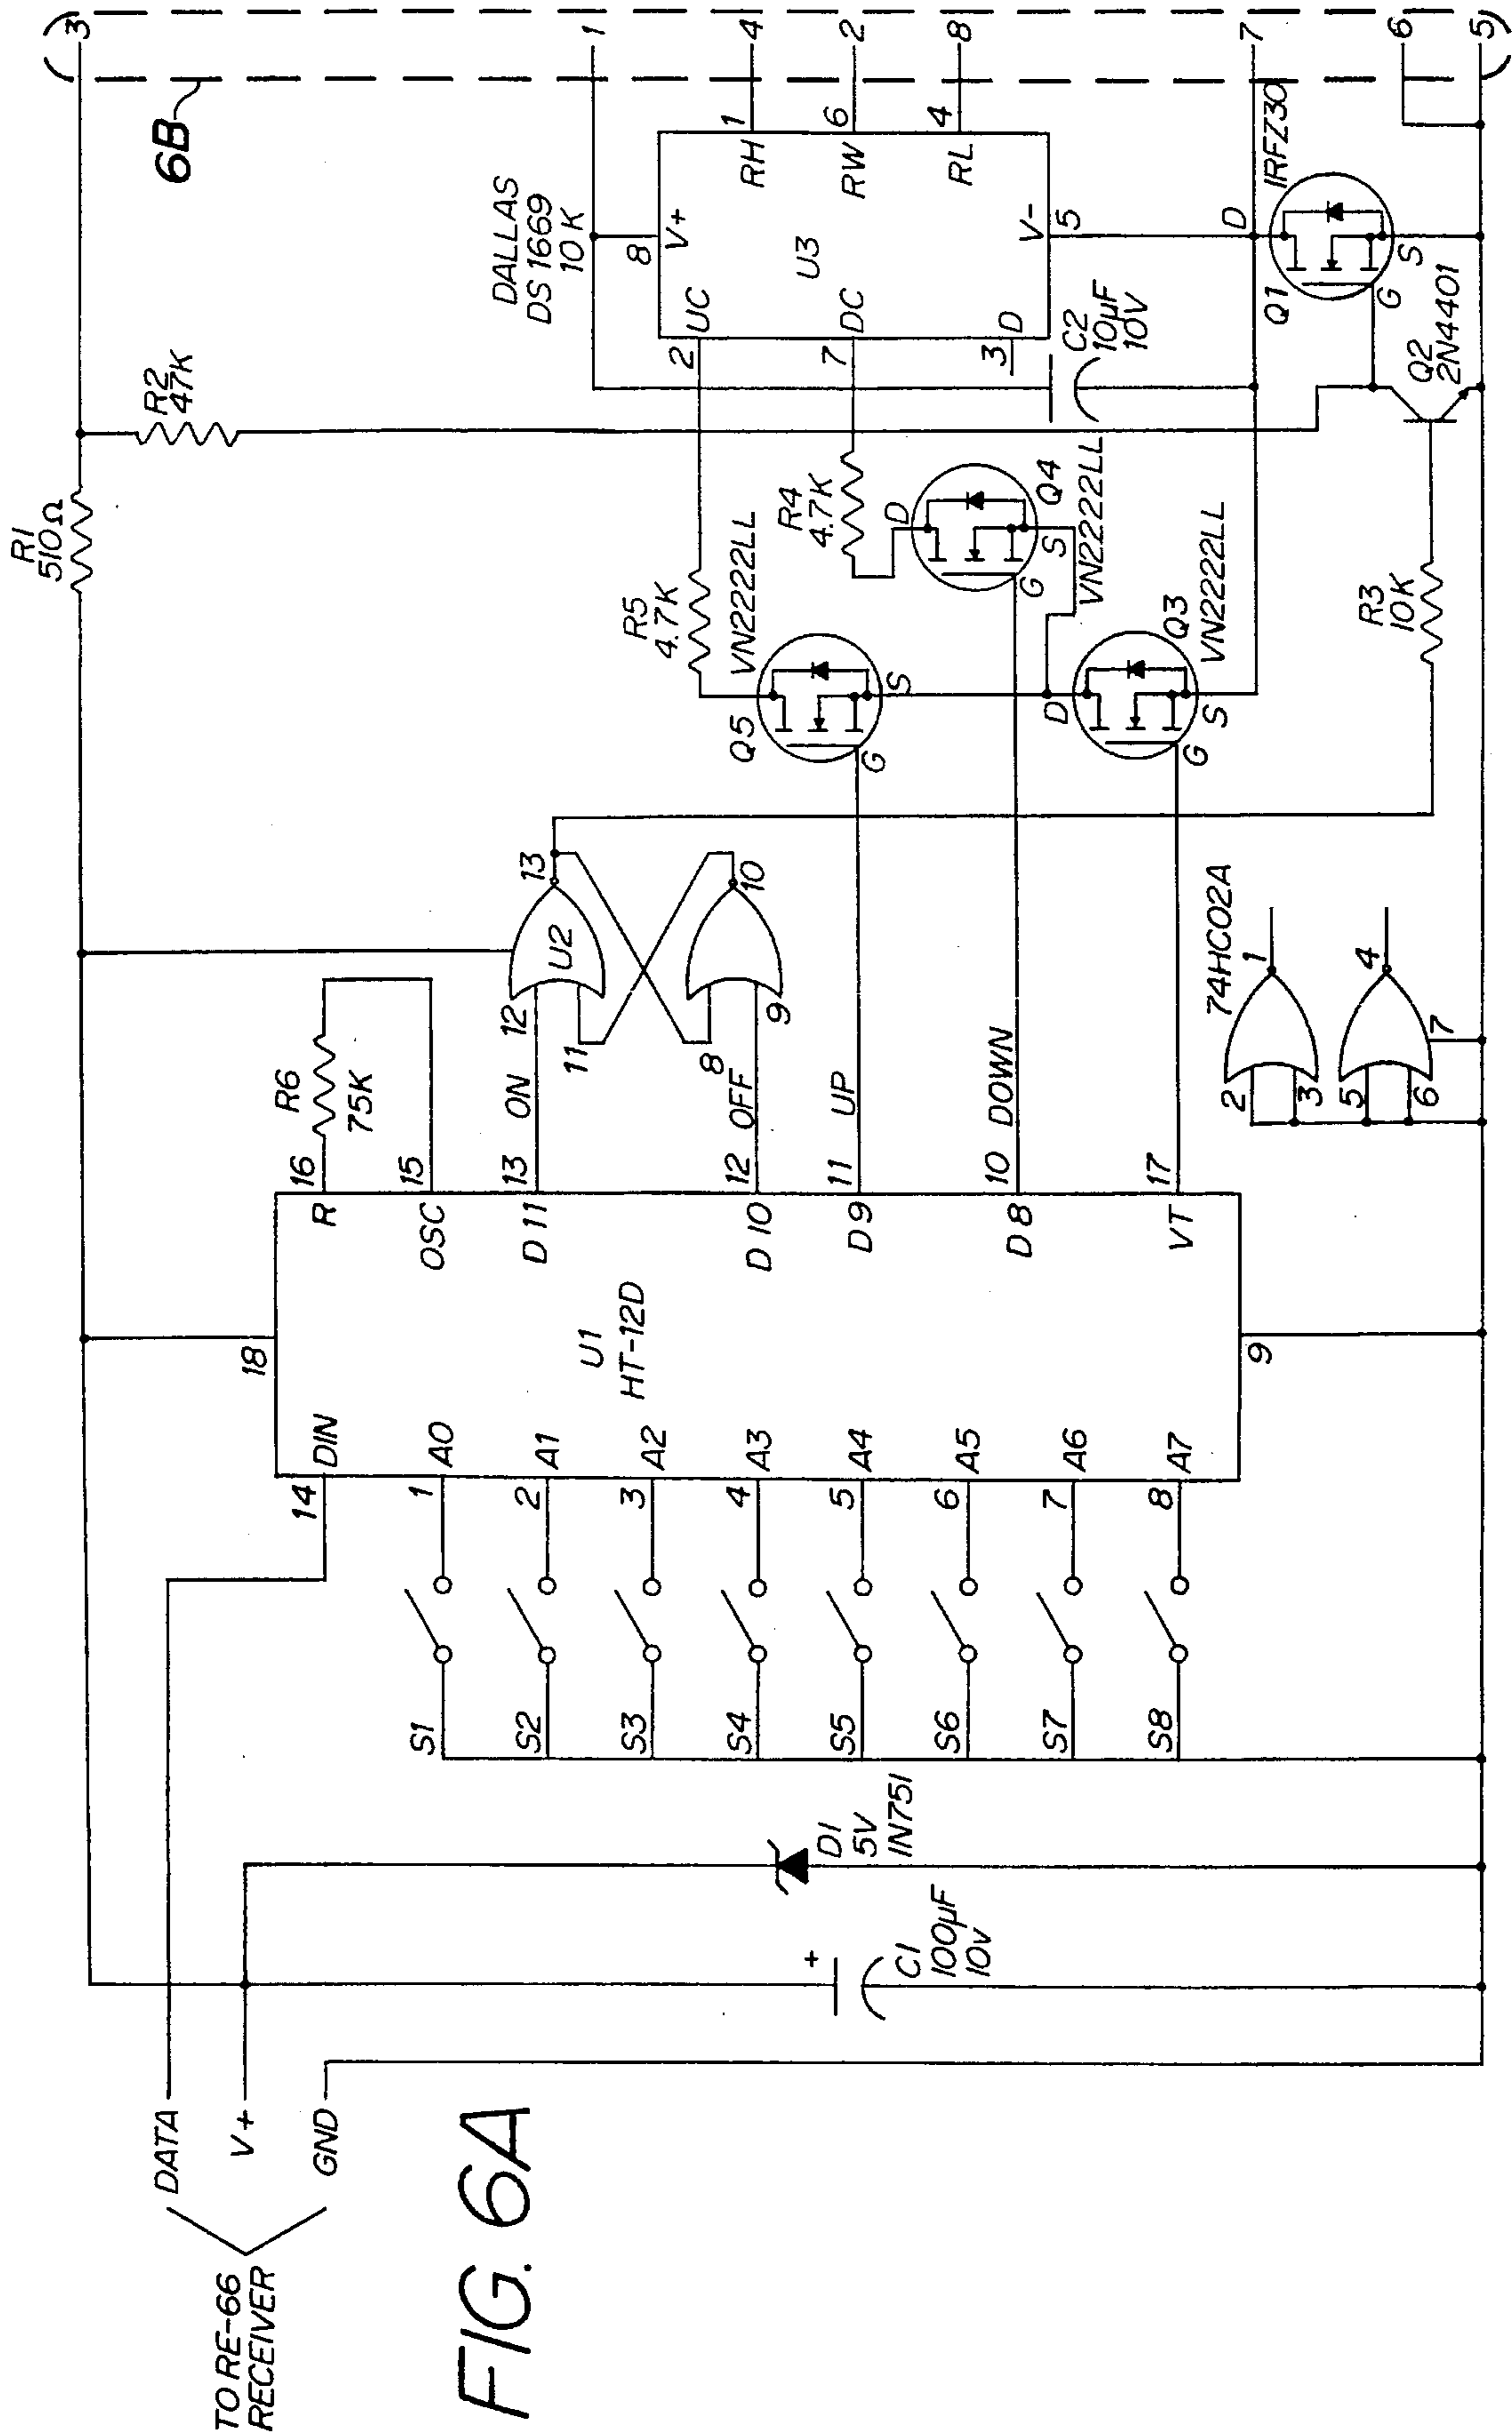 FIG. 6A
TO RE-66
RECEIVER
DATA
V+
GND
C1
100µF
10V
+
D1
5V
IN751
S1
S2
S3
S4
S5
S6
S7
S8
14
DIN
1
A0
2
A1
3
A2
4
A3
5
A4
6
A5
7
A6
8
A7
18
U1
HT-12D
9
R
16
OSC
15
D11
13
ON
D10
12
OFF
D9
11
UP
D8
10
DOWN
VT
17
R6
75K
12
11
13
U2
8
9
10
74HC02A
2
3
1
5
6
4
7
R1
510Ω
R2
47K
R5
4.7K
VN2222LL
Q5
G
S
R4
4.7K
D
Q4
G
S
VN2222LL
D
Q3
VN2222LL
G
S
R3
10K
Q2
2N4401
C2
10µF
10V
DALLAS
DS1669
10K
8
V+
2
UC
7
DC
3
D
U3
RH
1
RW
6
RL
4
V-
5
D
Q1
IRFZ30
G
S
6B
3
1
4
2
8
7
6
5